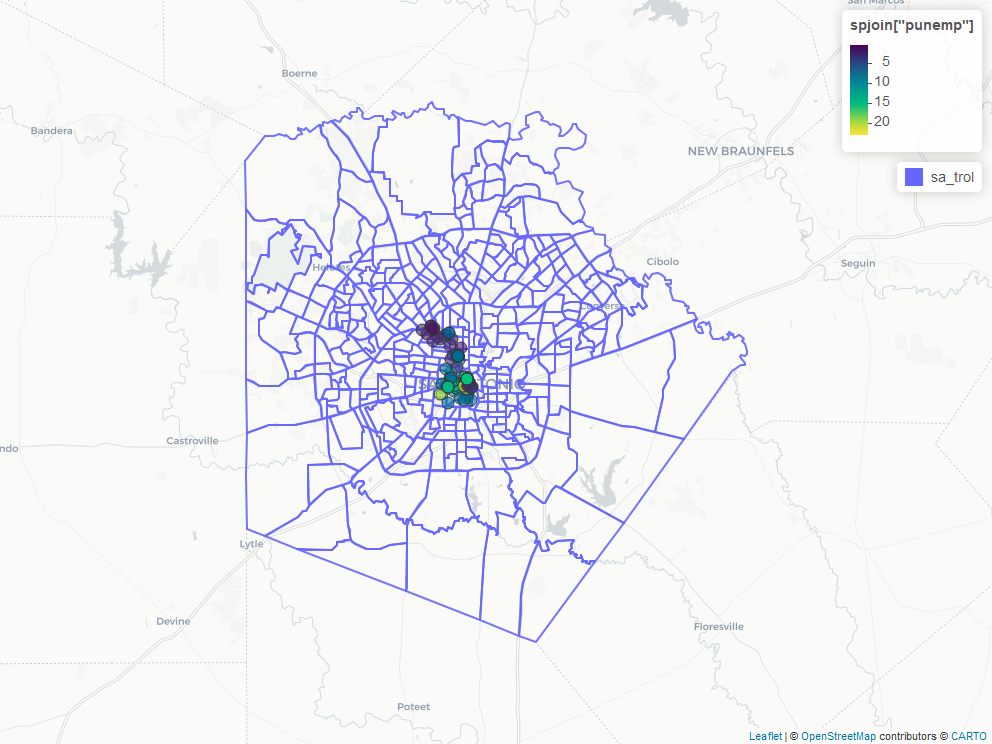 San Marcos
spjoin["punemp"]
5
10
15
20
sa_trol
Boerne
Bandera
NEW BRAUNFELS
Cibolo
Seguin
Helotes
Converse
SAN ANTONIO
Castroville
Lytle
Devine
Floresville
Poteet
Leaflet | © OpenStreetMap contributors © CARTO